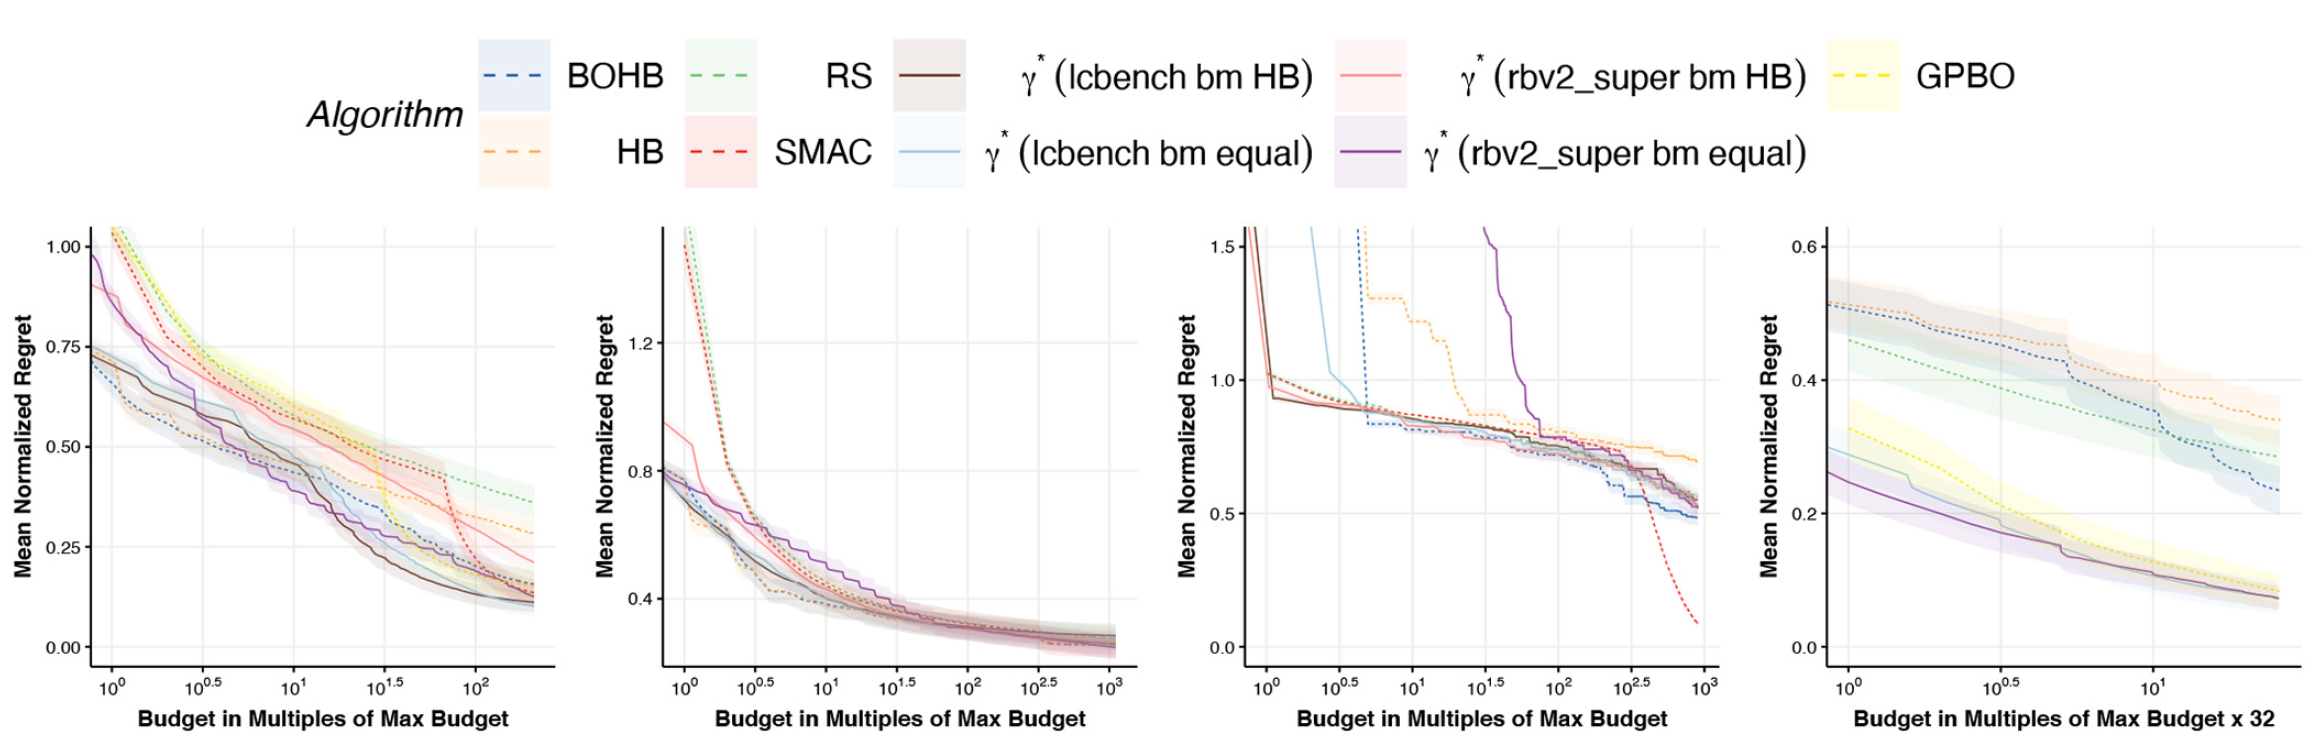 Algorithm
BOHB RS γ* (lcbench bm HB) γ* (rbv2_super bm HB) GPBO
HB SMAC γ* (lcbench bm equal) γ* (rbv2_super bm equal)
Mean Normalized Regret
1.00
0.75
0.50
0.25
0.00
10^0 10^0.5 10^1 10^1.5 10^2
Budget in Multiples of Max Budget
Mean Normalized Regret
1.2
0.8
0.4
10^0 10^0.5 10^1 10^1.5 10^2 10^2.5 10^3
Budget in Multiples of Max Budget
Mean Normalized Regret
1.5
1.0
0.5
0.0
10^0 10^0.5 10^1 10^1.5 10^2 10^2.5 10^3
Budget in Multiples of Max Budget
Mean Normalized Regret
0.6
0.4
0.2
0.0
10^0 10^0.5 10^1
Budget in Multiples of Max Budget x 32